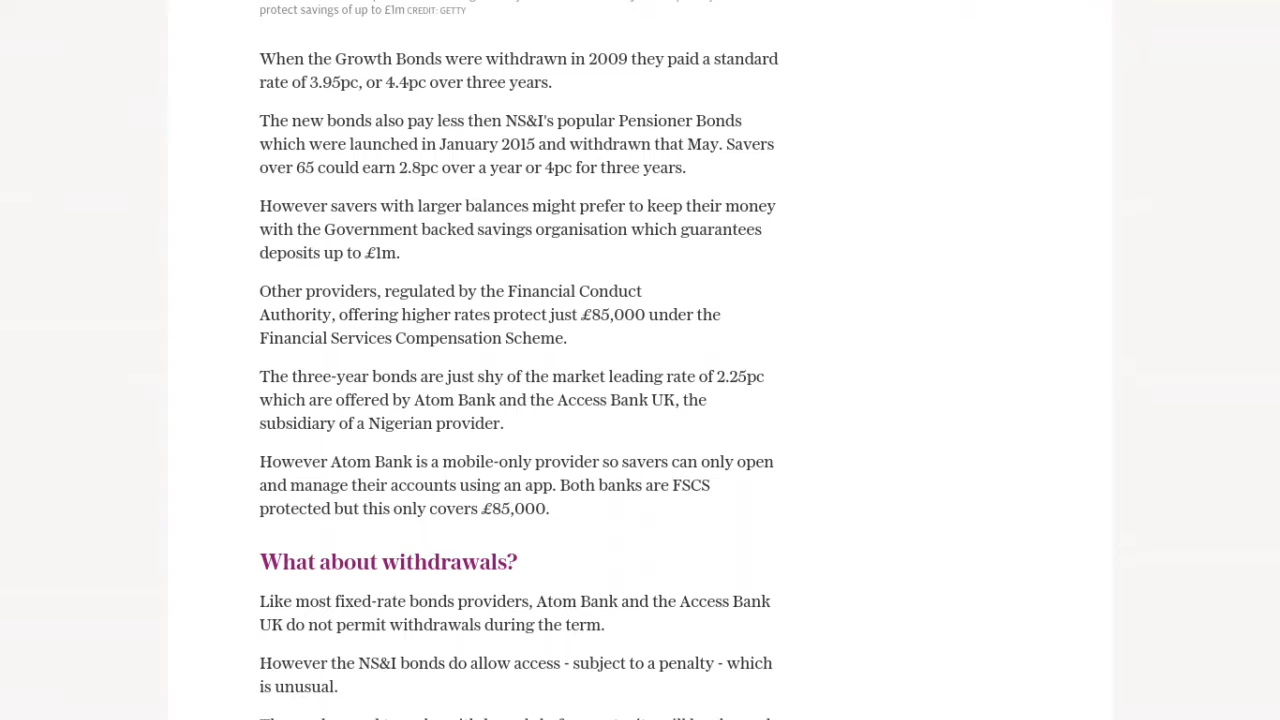 protect savings of up to £1m CREDIT: GETTY
When the Growth Bonds were withdrawn in 2009 they paid a standard
rate of 3.95pc, or 4.4pc over three years.
The new bonds also pay less then NS&I's popular Pensioner Bonds
which were launched in January 2015 and withdrawn that May. Savers
over 65 could earn 2.8pc over a year or 4pc for three years.
However savers with larger balances might prefer to keep their money
with the Government backed savings organisation which guarantees
deposits up to £1m.
Other providers, regulated by the Financial Conduct
Authority, offering higher rates protect just £85,000 under the
Financial Services Compensation Scheme.
The three-year bonds are just shy of the market leading rate of 2.25pc
which are offered by Atom Bank and the Access Bank UK, the
subsidiary of a Nigerian provider.
However Atom Bank is a mobile-only provider so savers can only open
and manage their accounts using an app. Both banks are FSCS
protected but this only covers £85,000.
What about withdrawals?
Like most fixed-rate bonds providers, Atom Bank and the Access Bank
UK do not permit withdrawals during the term.
However the NS&I bonds do allow access - subject to a penalty - which
is unusual.